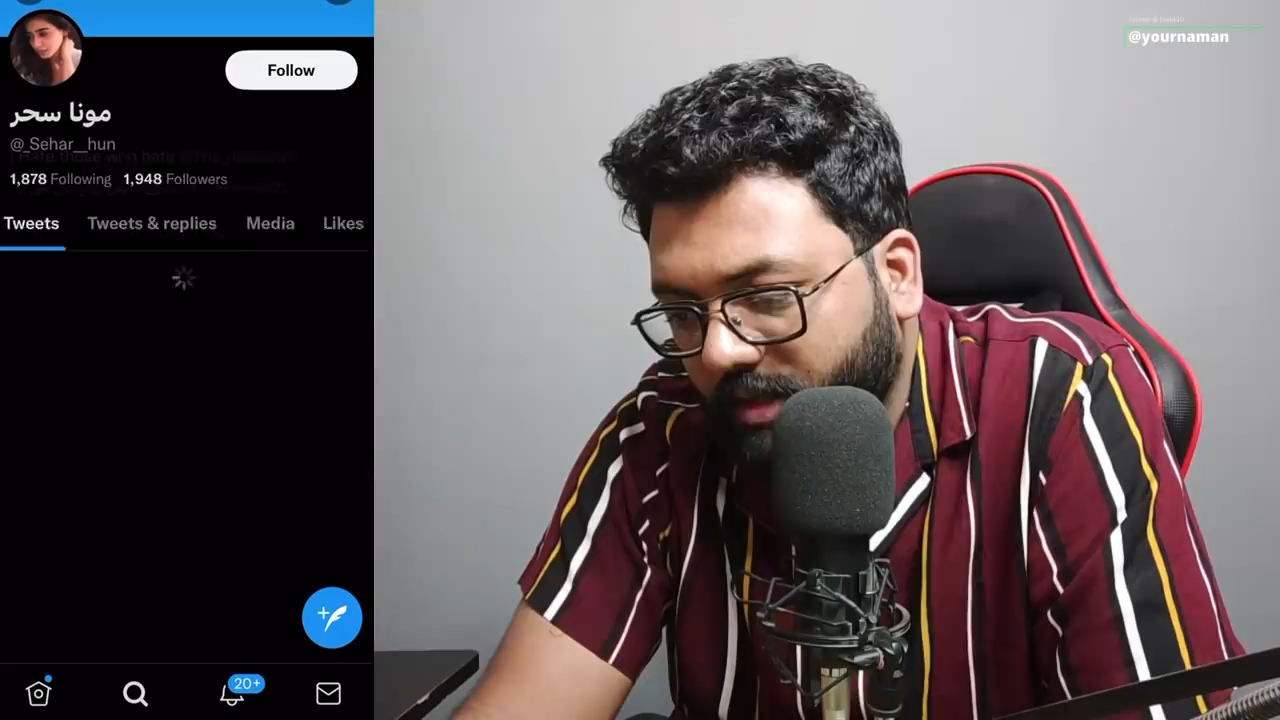 Follow
مونا سحر
@_Sehar__hun
1,878 Following 1,948 Followers
Tweets Tweets & replies Media Likes
20+
@yournaman